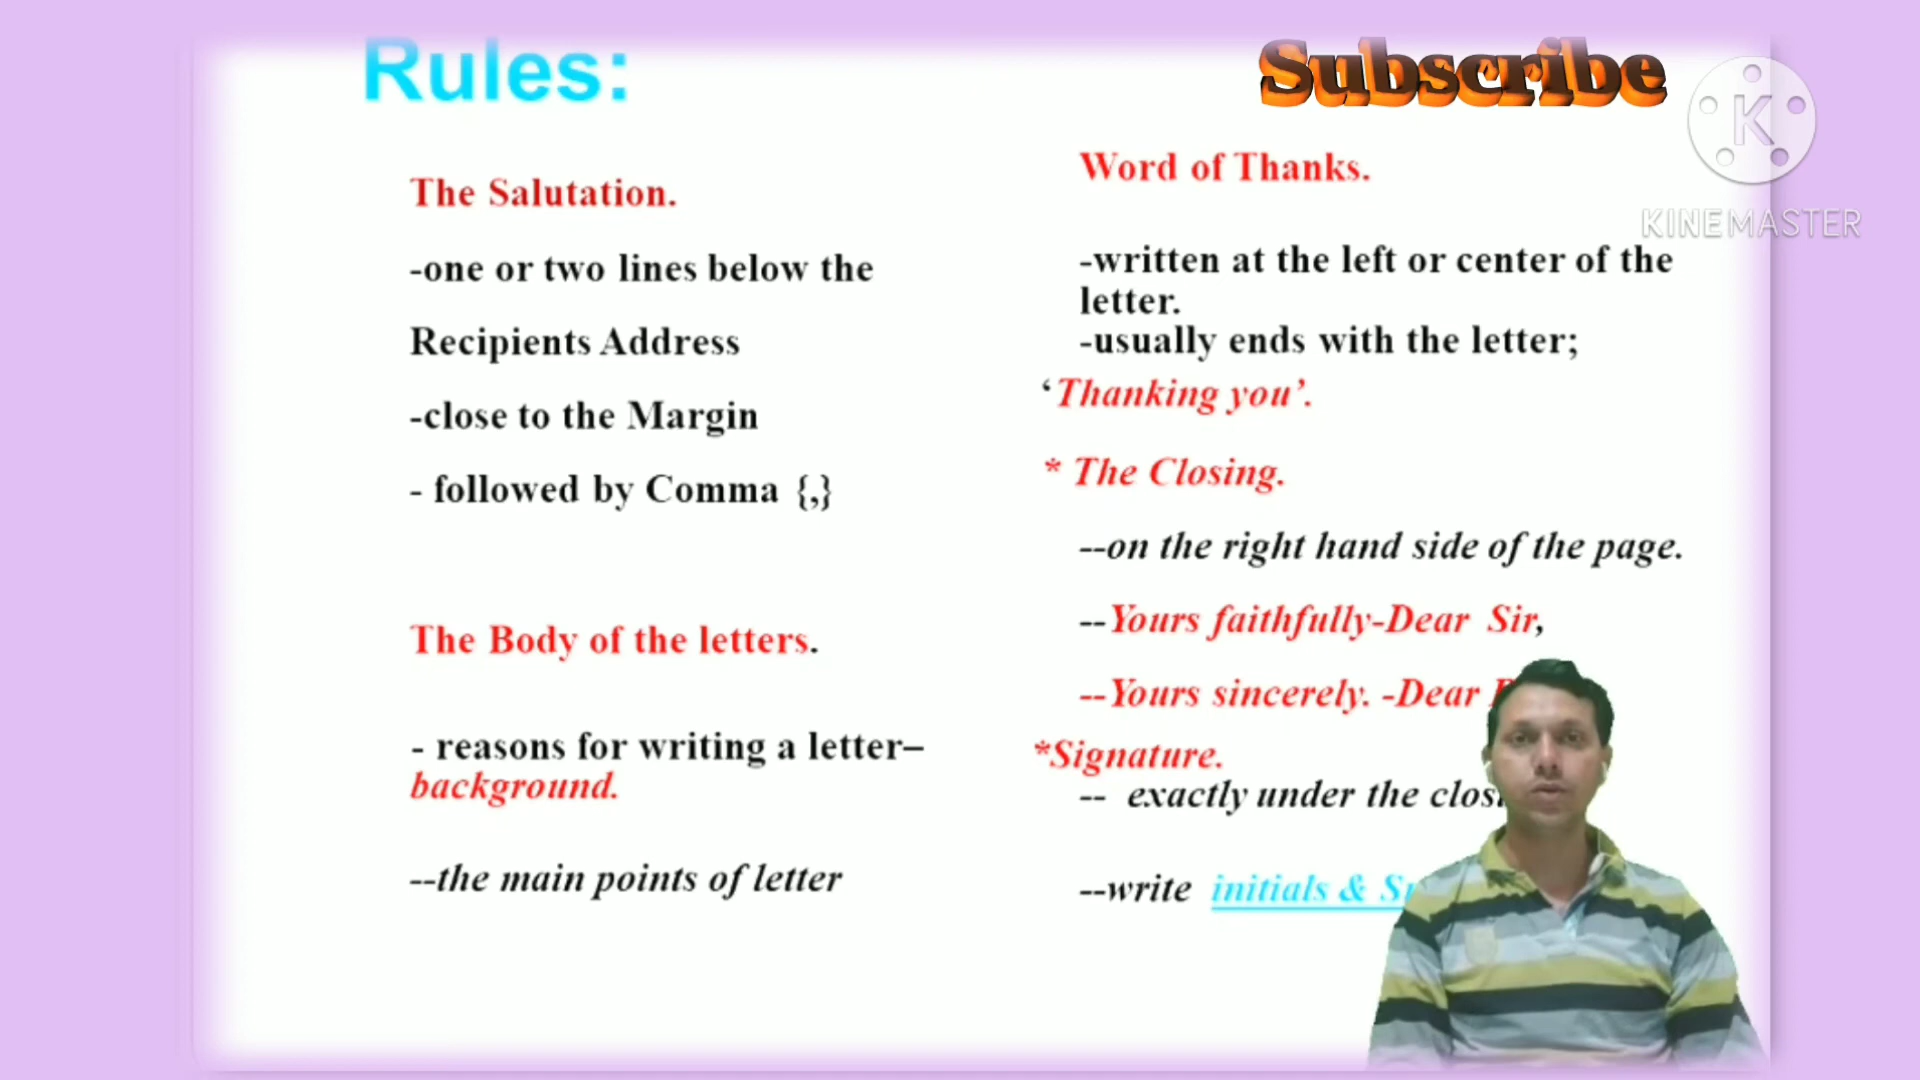 Rules:
Subscribe
KINEMASTER
The Salutation.
-one or two lines below the
Recipients Address
-close to the Margin
- followed by Comma {,}
The Body of the letters.
- reasons for writing a letter–
background.
--the main points of letter
Word of Thanks.
-written at the left or center of the
letter.
-usually ends with the letter;
‘Thanking you’.
* The Closing.
--on the right hand side of the page.
--Yours faithfully-Dear Sir,
--Yours sincerely. -Dear
*Signature.
-- exactly under the
--write initials &